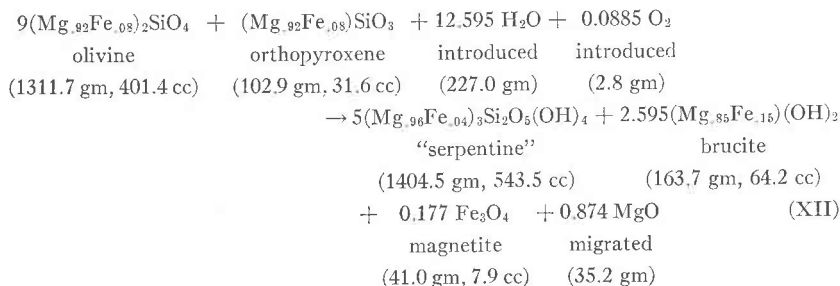 9(Mg.₉₂Fe.₀₈)₂SiO₄ + (Mg.₉₂Fe.₀₈)SiO₃ + 12.595 H₂O + 0.0885 O₂
olivine orthopyroxene introduced introduced
(1311.7 gm, 401.4 cc) (102.9 gm, 31.6 cc) (227.0 gm) (2.8 gm)
→ 5(Mg.₉₆Fe.₀₄)₃Si₂O₅(OH)₄ + 2.595(Mg.₈₅Fe.₁₅)(OH)₂
“serpentine” brucite
(1404.5 gm, 543.5 cc) (163.7 gm, 64.2 cc)
+ 0.177 Fe₃O₄ + 0.874 MgO (XII)
magnetite migrated
(41.0 gm, 7.9 cc) (35.2 gm)